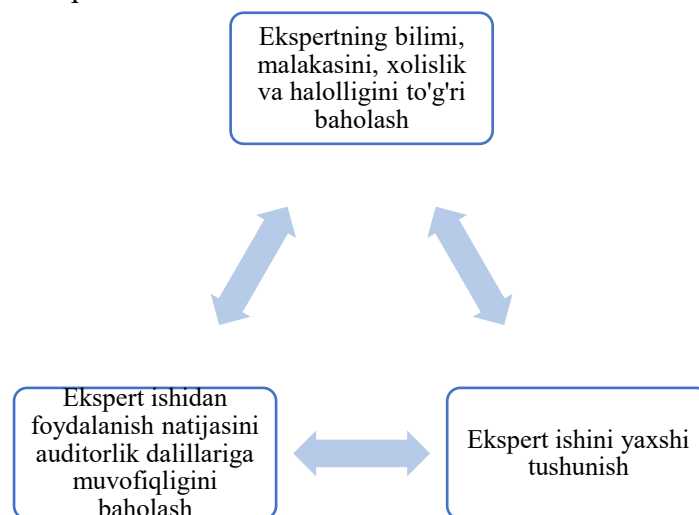 Ekspertning bilimi,
malakasini, xolislik
va halolligini to'g'ri
baholash
Ekspert ishidan
foydalanish natijasini
auditorlik dalillariga
muvofiqligini
baholash
Ekspert ishini yaxshi
tushunish